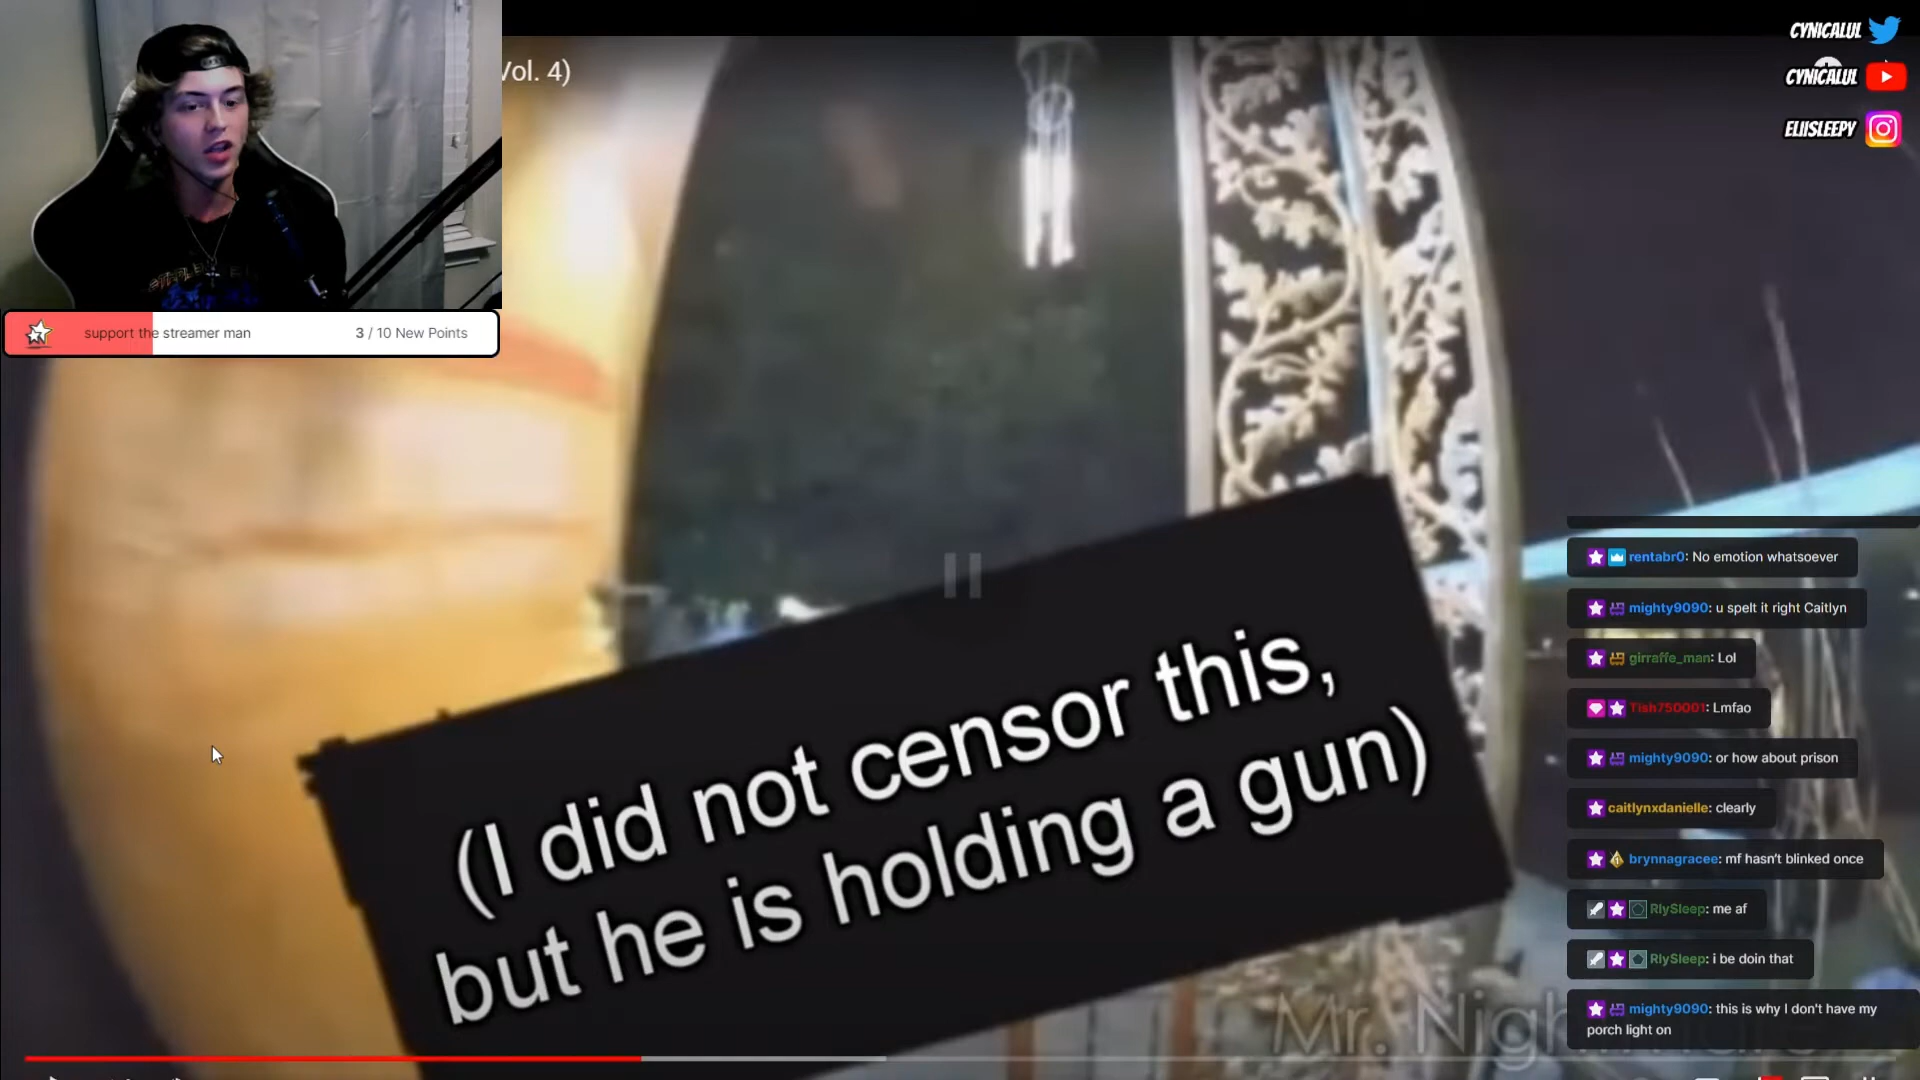 Vol. 4)
CYNICALUL
CYNICALUL
ELIISLEEPY
support the streamer man 3 / 10 New Points
(I did not censor this,
but he is holding a gun)
rentabr0: No emotion whatsoever
mighty9090: u spelt it right Caitlyn
girraffe_man: Lol
Tish750001: Lmfao
mighty9090: or how about prison
caitlynxdanielle: clearly
brynnagracee: mf hasn't blinked once
RlySleep: me af
RlySleep: i be doin that
mighty9090: this is why I don't have my
porch light on
Mr.